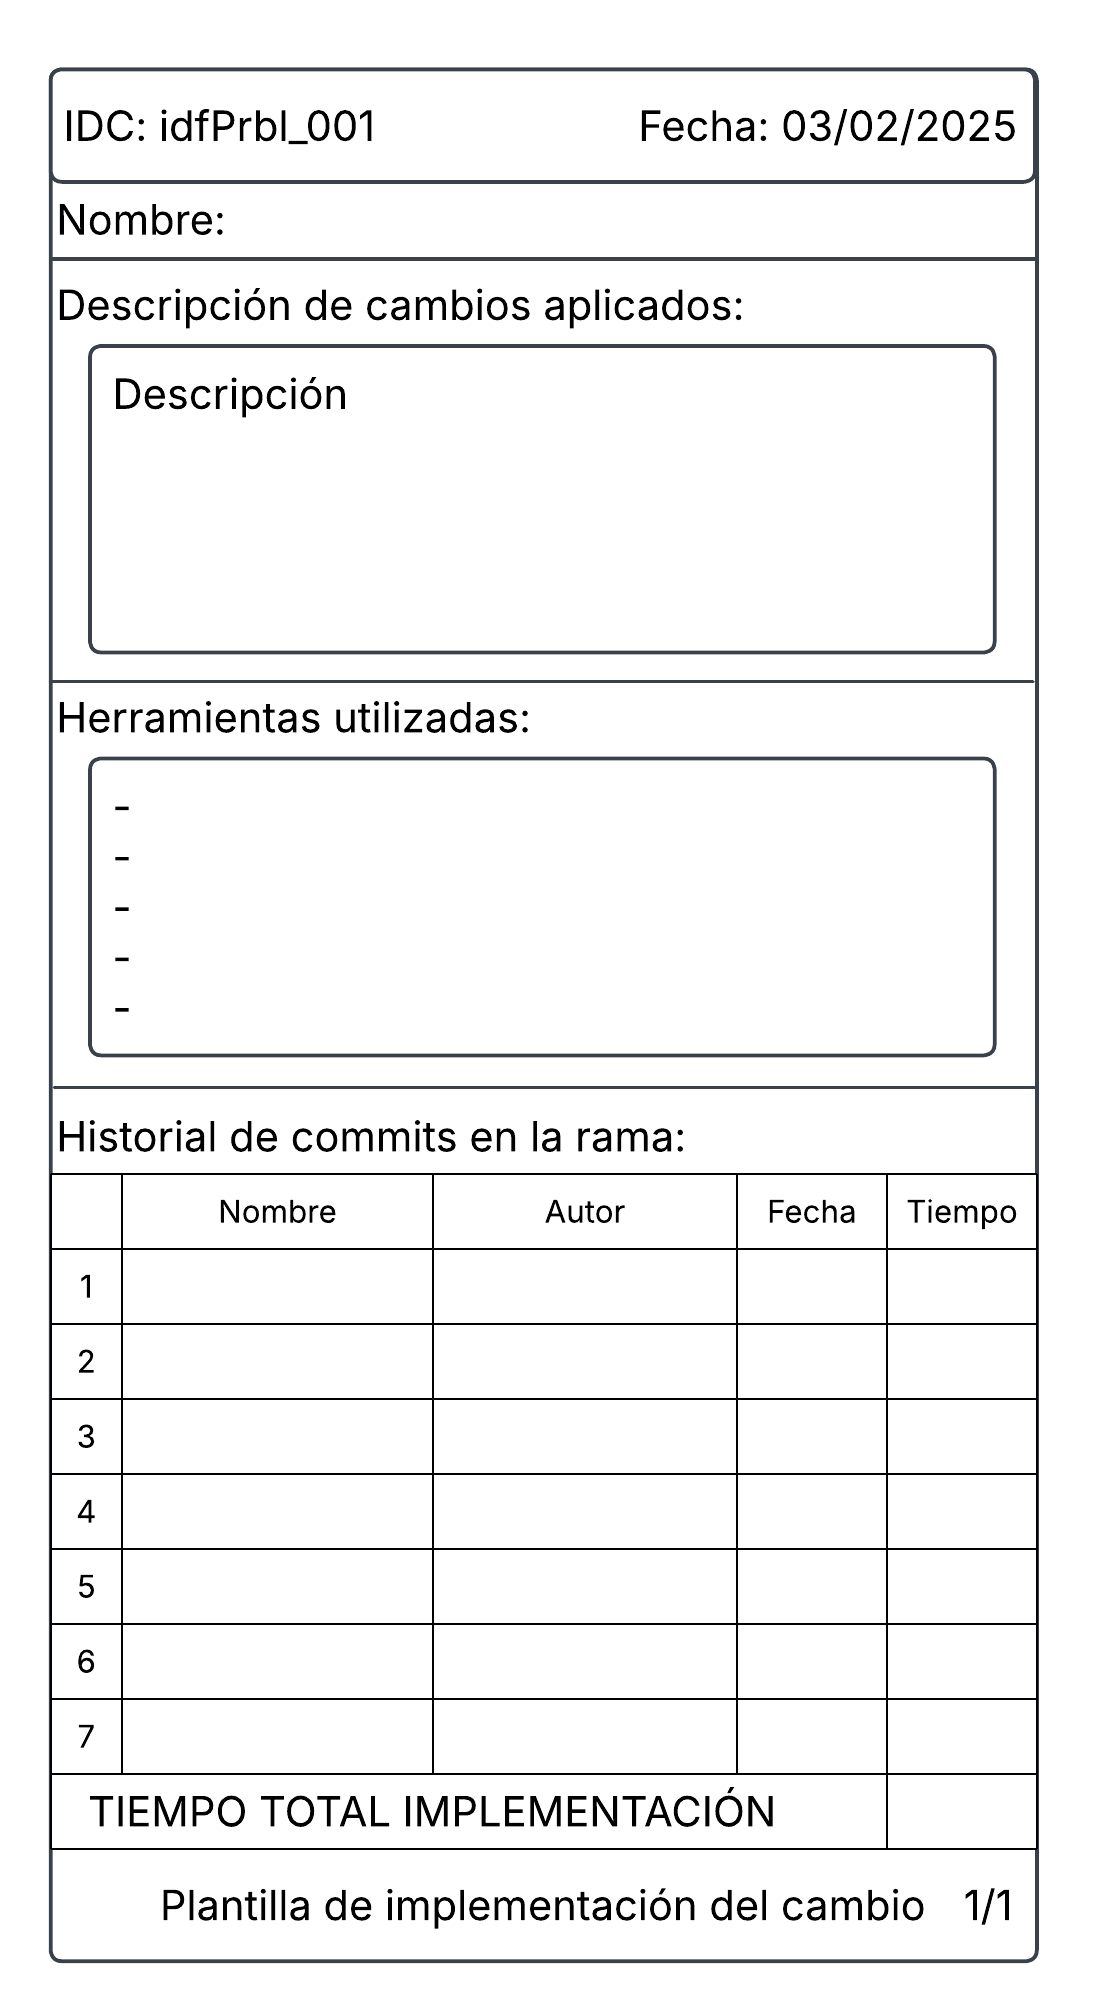 IDC: idfPrbl_001 Fecha: 03/02/2025
Nombre:
Descripción de cambios aplicados:
Descripción
Herramientas utilizadas:
-
-
-
-
-
Historial de commits en la rama:
Nombre Autor Fecha Tiempo
1
2
3
4
5
6
7
TIEMPO TOTAL IMPLEMENTACIÓN
Plantilla de implementación del cambio 1/1